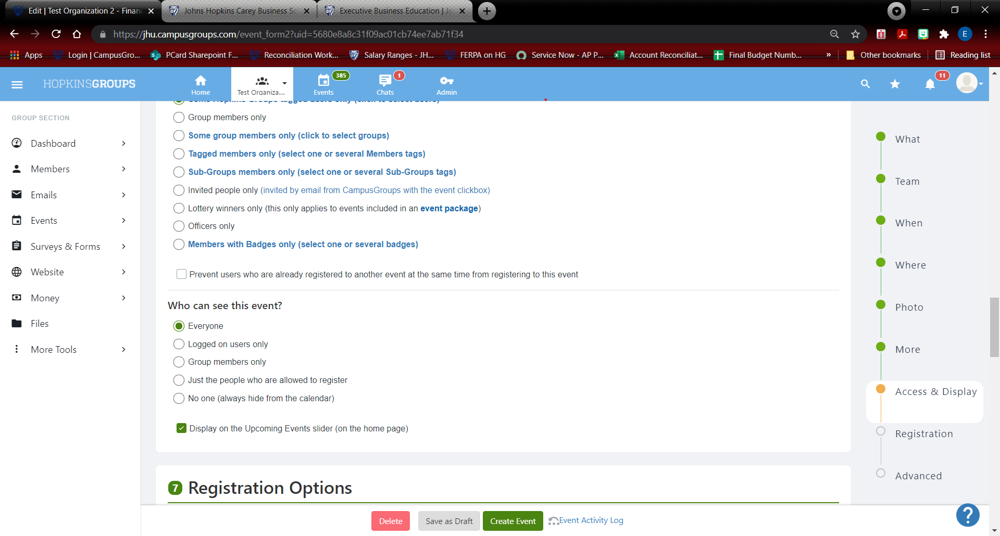 Edit | Test Organization 2 - Finan
Johns Hopkins Carey Business Sc
Executive Business Education | Jo
https://jhu.campusgroups.com/event_form2?uid=5680e8a8c31f09ac01cb74ee7ab71f34
E
Apps
Login | CampusGro...
PCard Sharepoint F...
Reconciliation Work...
Salary Ranges - JH...
FERPA on HG
Service Now - AP P...
Account Reconciliat...
Final Budget Numb...
»
Other bookmarks
Reading list
HOPKINSGROUPS
Home
Test Organiza...
385
Events
1
Chats
Admin
11
GROUP SECTION
Dashboard
Members
Emails
Events
Surveys & Forms
Website
Money
Files
More Tools
Some Hopkins Groups tagged users only (click to select users)
Group members only
Some group members only (click to select groups)
Tagged members only (select one or several Members tags)
Sub-Groups members only (select one or several Sub-Groups tags)
Invited people only (invited by email from CampusGroups with the event clickbox)
Lottery winners only (this only applies to events included in an event package)
Officers only
Members with Badges only (select one or several badges)
Prevent users who are already registered to another event at the same time from registering to this event
Who can see this event?
Everyone
Logged on users only
Group members only
Just the people who are allowed to register
No one (always hide from the calendar)
Display on the Upcoming Events slider (on the home page)
7 Registration Options
Delete
Save as Draft
Create Event
Event Activity Log
What
Team
When
Where
Photo
More
Access & Display
Registration
Advanced
?